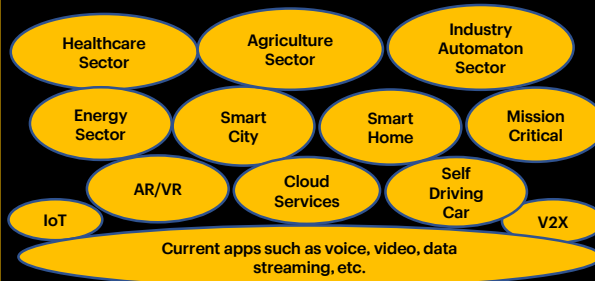 Healthcare
Sector
Agriculture
Sector
Industry
Automaton
Sector
Energy
Sector
Smart
City
Smart
Home
Mission
Critical
AR/VR
Cloud
Services
Self
Driving
Car
IoT
V2X
Current apps such as voice, video, data
streaming, etc.